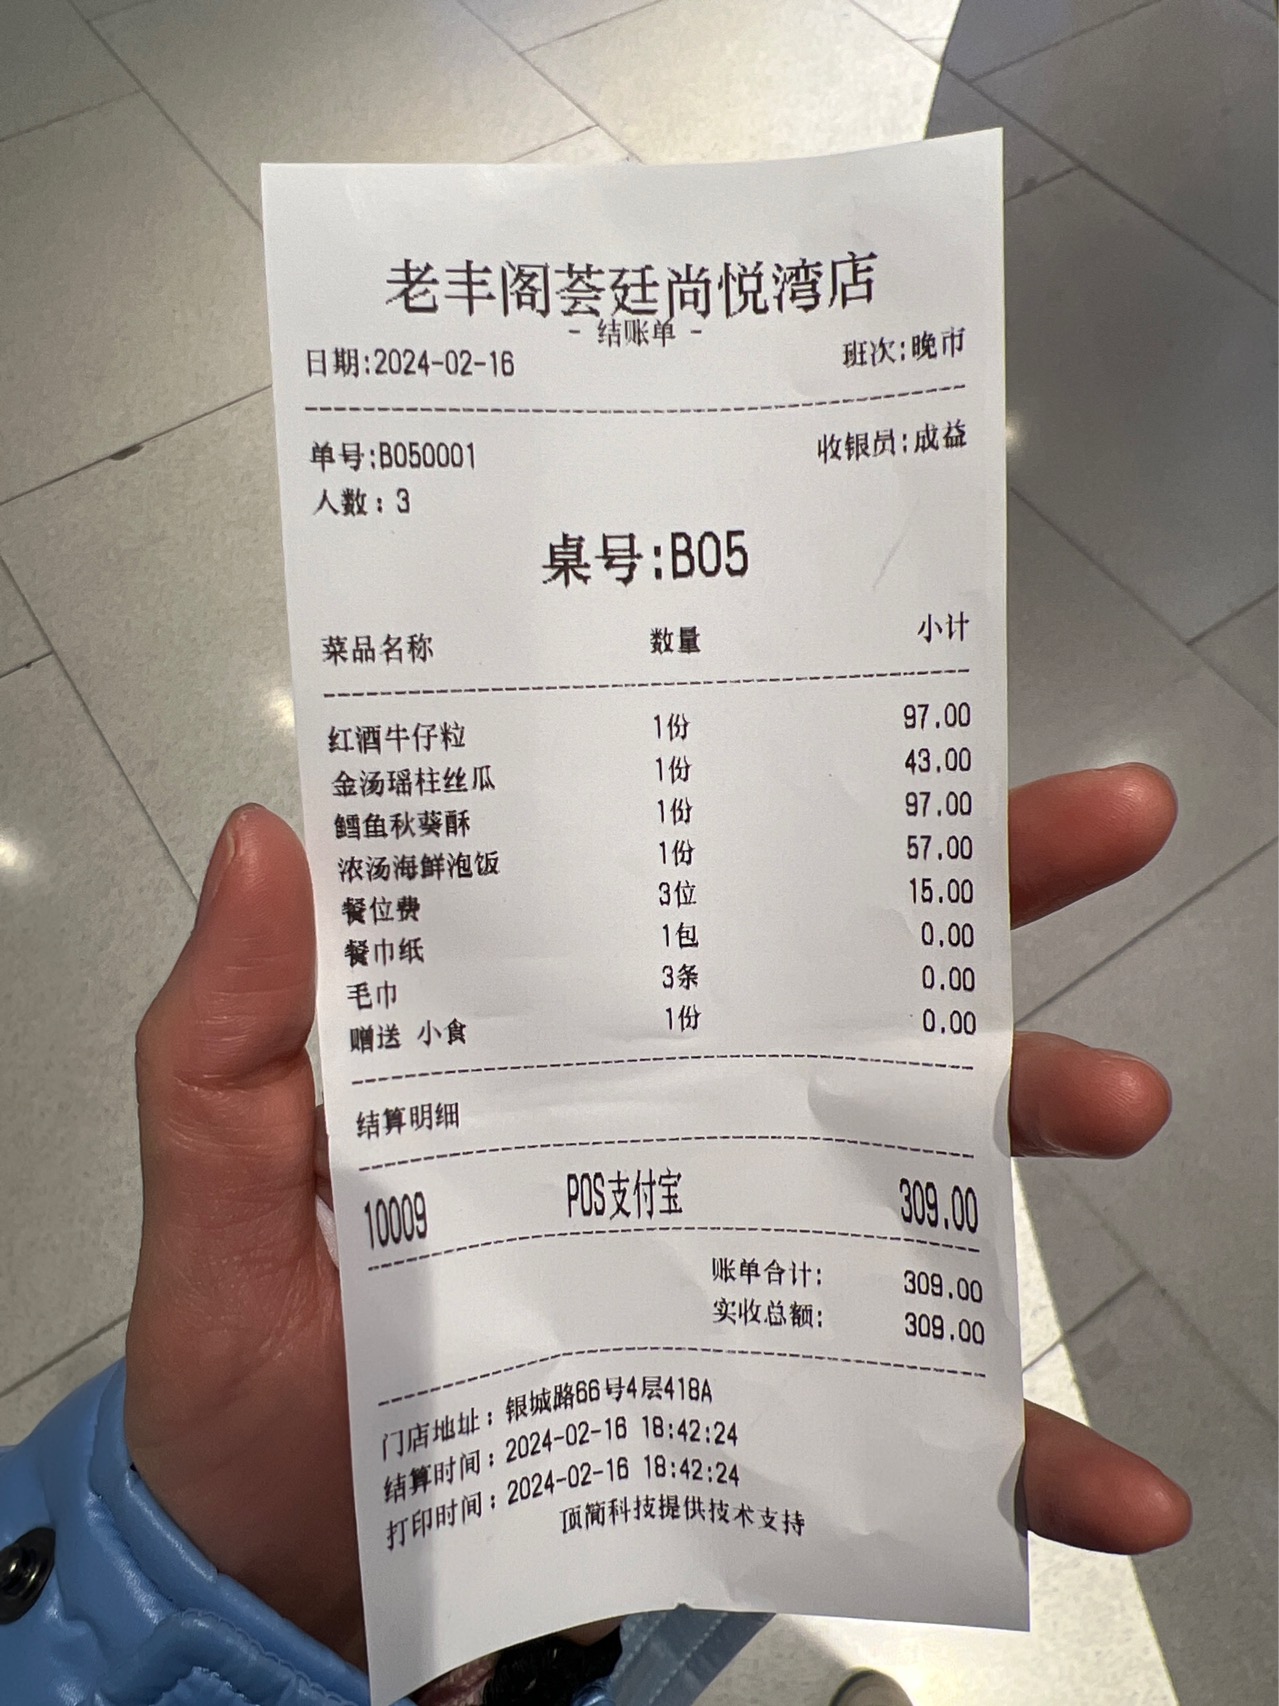 老丰阁荟廷尚悦湾店
- 结账单 -
日期:2024-02-16 班次:晚市
单号:B050001 收银员:成益
人数:3
桌号:B05
菜品名称 数量 小计
红酒牛仔粒 1份 97.00
金汤瑶柱丝瓜 1份 43.00
鳕鱼秋葵酥 1份 97.00
浓汤海鲜泡饭 1份 57.00
餐位费 3位 15.00
餐巾纸 1包 0.00
毛巾 3条 0.00
赠送 小食 1份 0.00
结算明细
10009 POS支付宝 309.00
账单合计: 309.00
实收总额: 309.00
门店地址:银城路66号4层418A
结算时间:2024-02-16 18:42:24
打印时间:2024-02-16 18:42:24
顶简科技提供技术支持